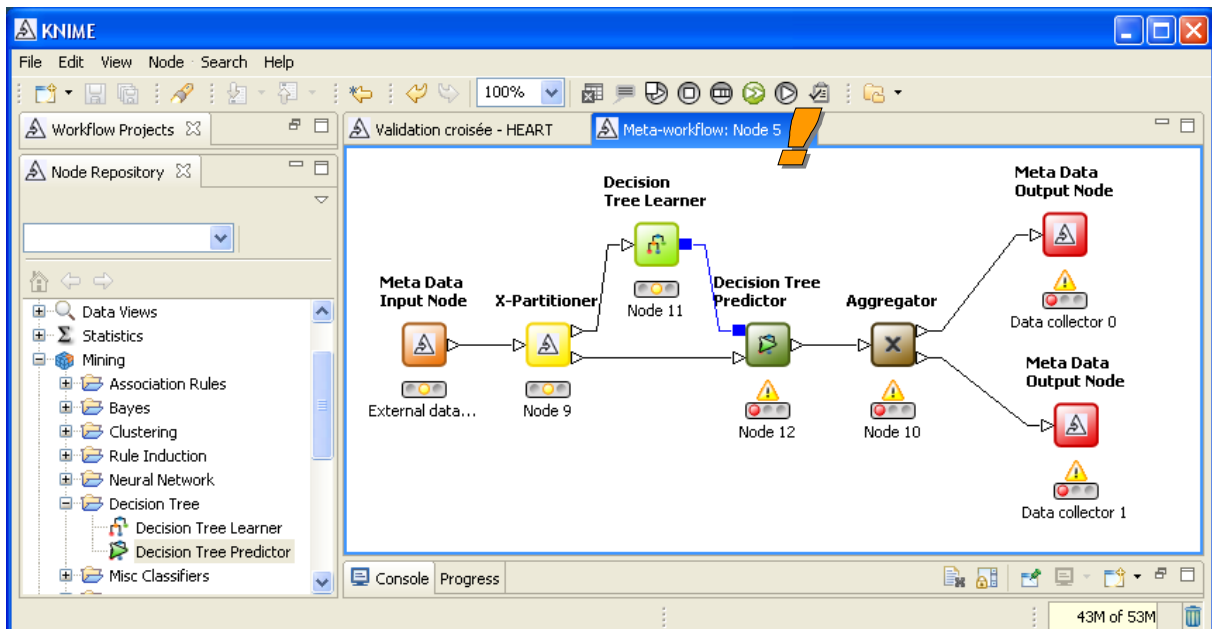 KNIME
File Edit View Node Search Help
100%
Workflow Projects
Validation croisée - HEART
Meta-workflow: Node 5
Node Repository
Data Views
Statistics
Mining
Association Rules
Bayes
Clustering
Rule Induction
Neural Network
Decision Tree
Decision Tree Learner
Decision Tree Predictor
Misc Classifiers
Meta Data
Input Node
External data...
X-Partitioner
Node 9
Decision
Tree Learner
Node 11
Decision Tree
Predictor
Node 12
Aggregator
Node 10
Meta Data
Output Node
Data collector 0
Meta Data
Output Node
Data collector 1
Console Progress
43M of 53M